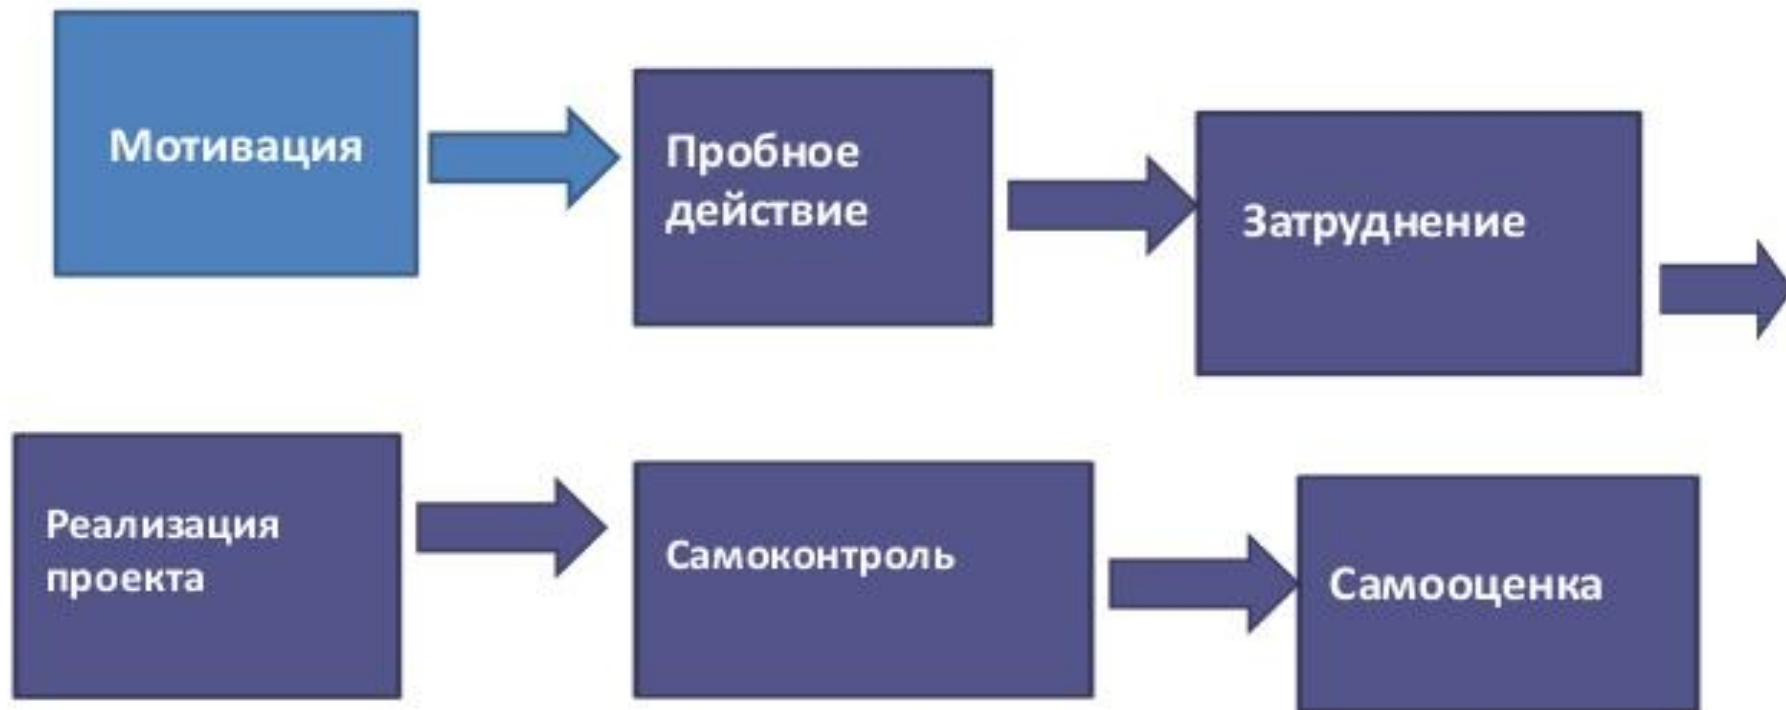 Мотивация
Пробное
действие
Затруднение
Реализация
проекта
Самоконтроль
Самооценка